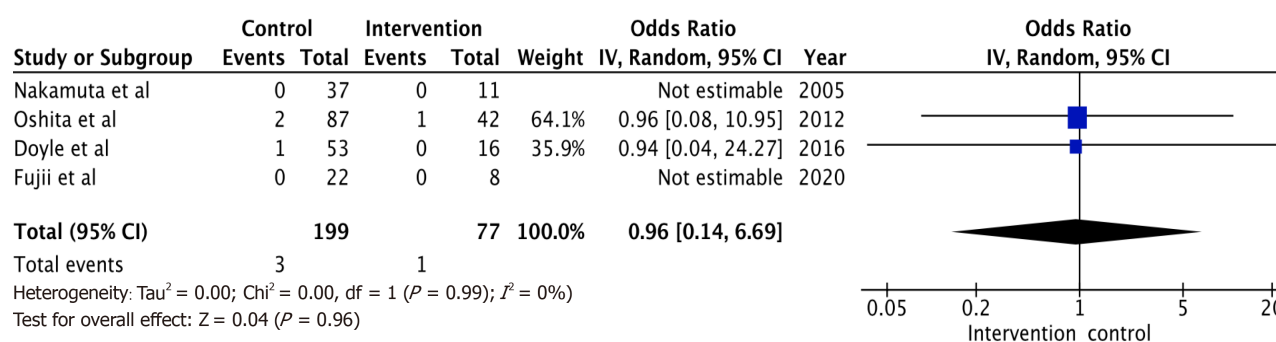 Control Intervention Odds Ratio Odds Ratio
Study or Subgroup Events Total Events Total Weight IV, Random, 95% CI Year IV, Random, 95% CI
Nakamuta et al 0 37 0 11 Not estimable 2005
Oshita et al 2 87 1 42 64.1% 0.96 [0.08, 10.95] 2012
Doyle et al 1 53 0 16 35.9% 0.94 [0.04, 24.27] 2016
Fujii et al 0 22 0 8 Not estimable 2020
Total (95% CI) 199 77 100.0% 0.96 [0.14, 6.69]
Total events 3 1
Heterogeneity: Tau² = 0.00; Chi² = 0.00, df = 1 (P = 0.99); I² = 0%)
Test for overall effect: Z = 0.04 (P = 0.96)
0.05 0.2 1 5 20
Intervention control